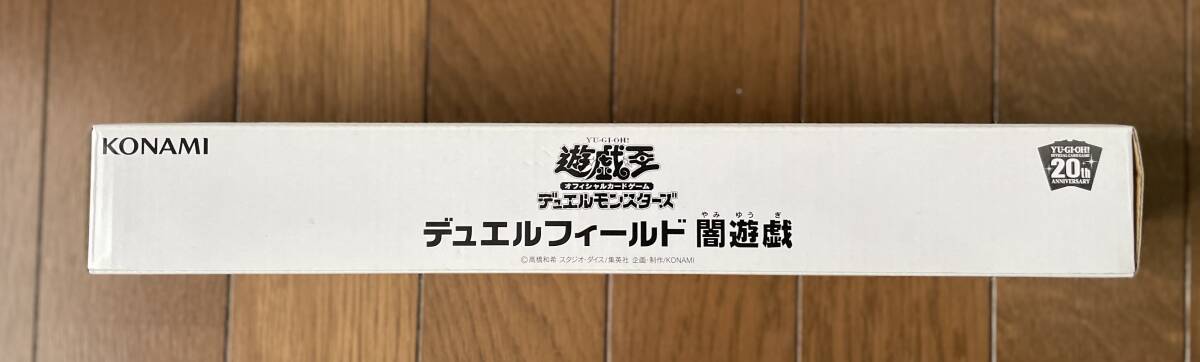 KONAMI
YU-GI-OH!
遊戯王
オフィシャルカードゲーム
デュエルモンスターズ
やみ ゆう ぎ
デュエルフィールド 闇遊戯
©高橋和希 スタジオ・ダイス/集英社 企画・制作/KONAMI
YU-GI-OH!
OFFICIAL CARD GAME
20th
ANNIVERSARY